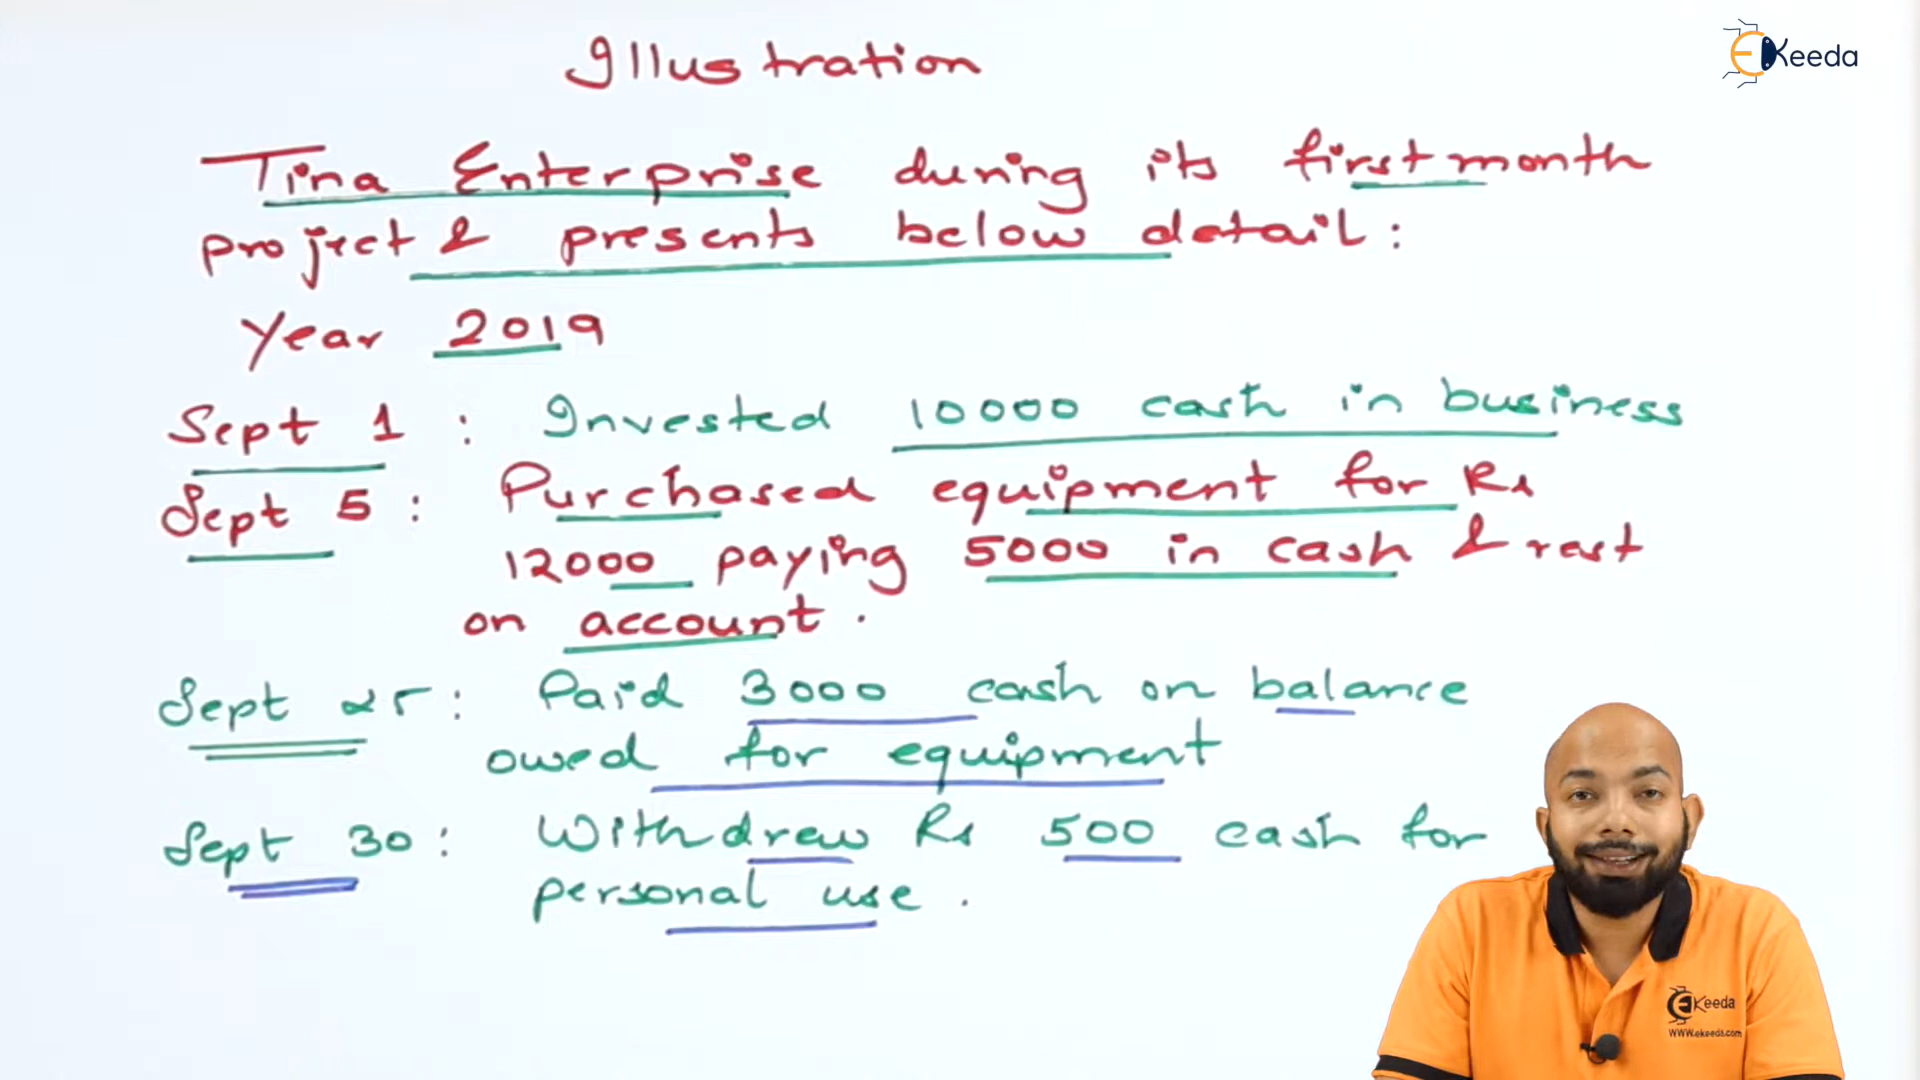 Illustration
EKeeda
Tina Enterprise during its first month
project & presents below detail:
Year 2019
Sept 1 : Invested 10000 cash in business
Sept 5 : Purchased equipment for Rs
12000 paying 5000 in cash & rest
on account.
Sept 25 : Paid 3000 cash on balance
owed for equipment
Sept 30 : Withdrew Rs 500 cash for
personal use.
EKeeda
www.ekeeda.com